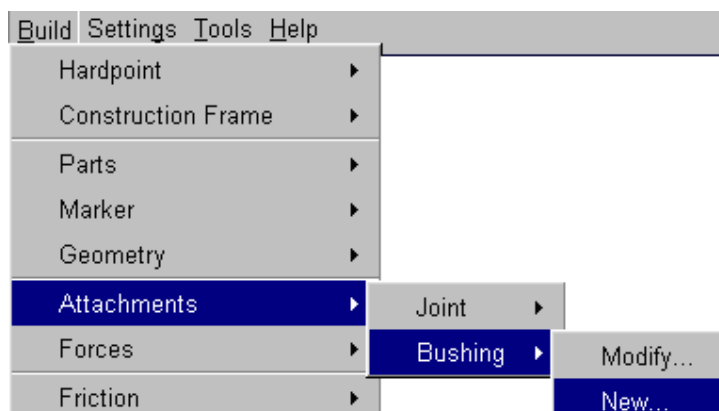 Build Settings Tools Help
Hardpoint
Construction Frame
Parts
Marker
Geometry
Attachments
Joint
Forces
Bushing
Modify...
Friction
New...